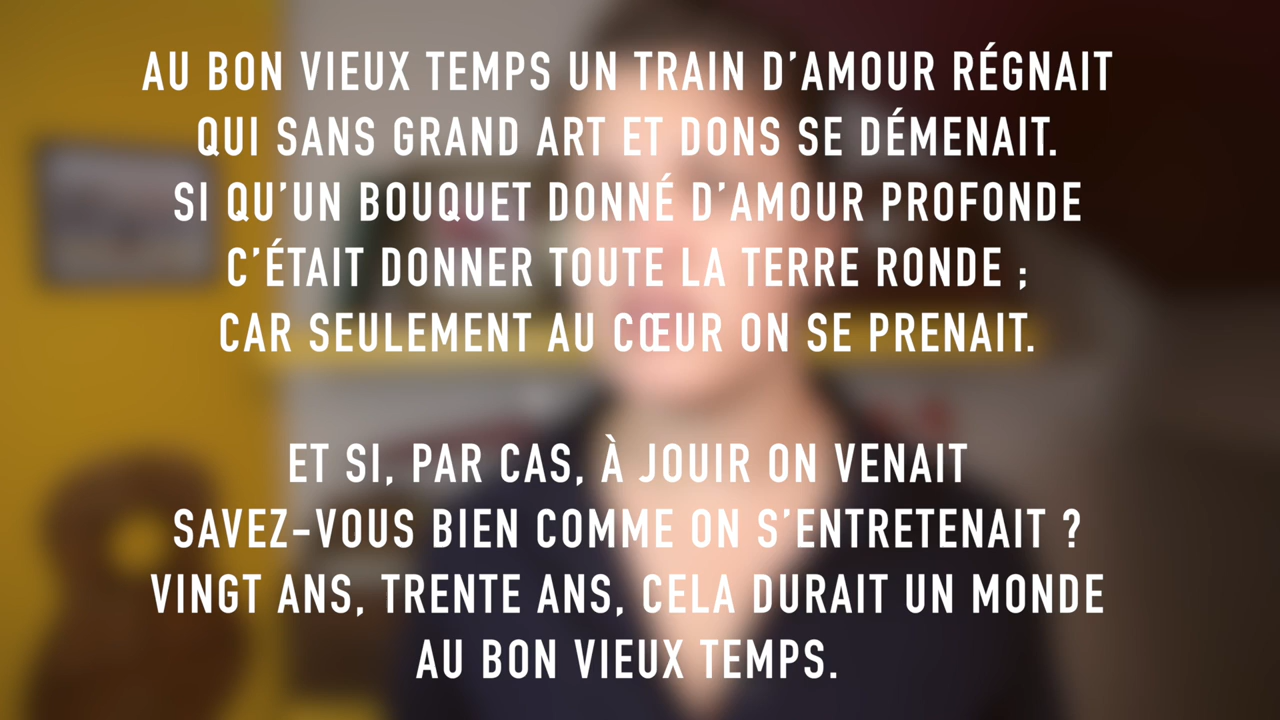 AU BON VIEUX TEMPS UN TRAIN D’AMOUR RÉGNAIT
QUI SANS GRAND ART ET DONS SE DÉMENAIT.
SI QU’UN BOUQUET DONNÉ D’AMOUR PROFONDE
C’ÉTAIT DONNER TOUTE LA TERRE RONDE ;
CAR SEULEMENT AU CŒUR ON SE PRENAIT.
ET SI, PAR CAS, À JOUIR ON VENAIT
SAVEZ-VOUS BIEN COMME ON S’ENTRETENAIT ?
VINGT ANS, TRENTE ANS, CELA DURAIT UN MONDE
AU BON VIEUX TEMPS.